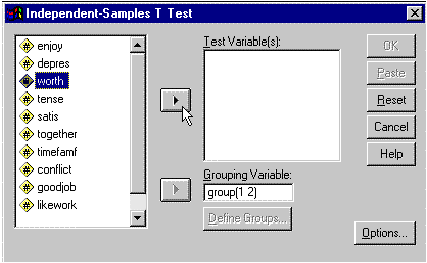 Independent-Samples T Test
enjoy
depres
worth
tense
satis
together
timefamf
conflict
goodjob
likework
Test Variable(s):
Grouping Variable:
group(1 2)
Define Groups...
OK
Paste
Reset
Cancel
Help
Options...